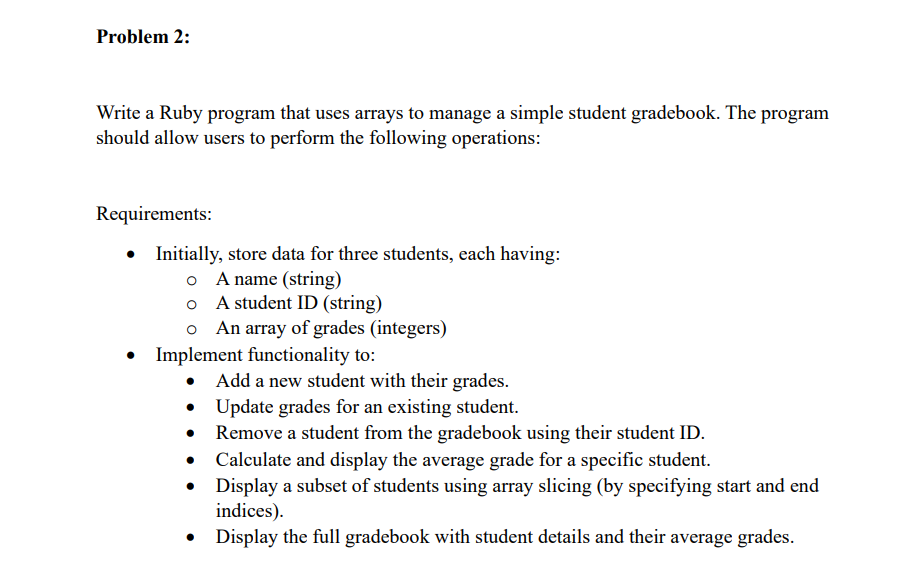 Problem 2:
Write a Ruby program that uses arrays to manage a simple student gradebook. The program
should allow users to perform the following operations:
Requirements:
• Initially, store data for three students, each having:
o A name (string)
o A student ID (string)
o An array of grades (integers)
• Implement functionality to:
• Add a new student with their grades.
• Update grades for an existing student.
• Remove a student from the gradebook using their student ID.
• Calculate and display the average grade for a specific student.
• Display a subset of students using array slicing (by specifying start and end
indices).
• Display the full gradebook with student details and their average grades.